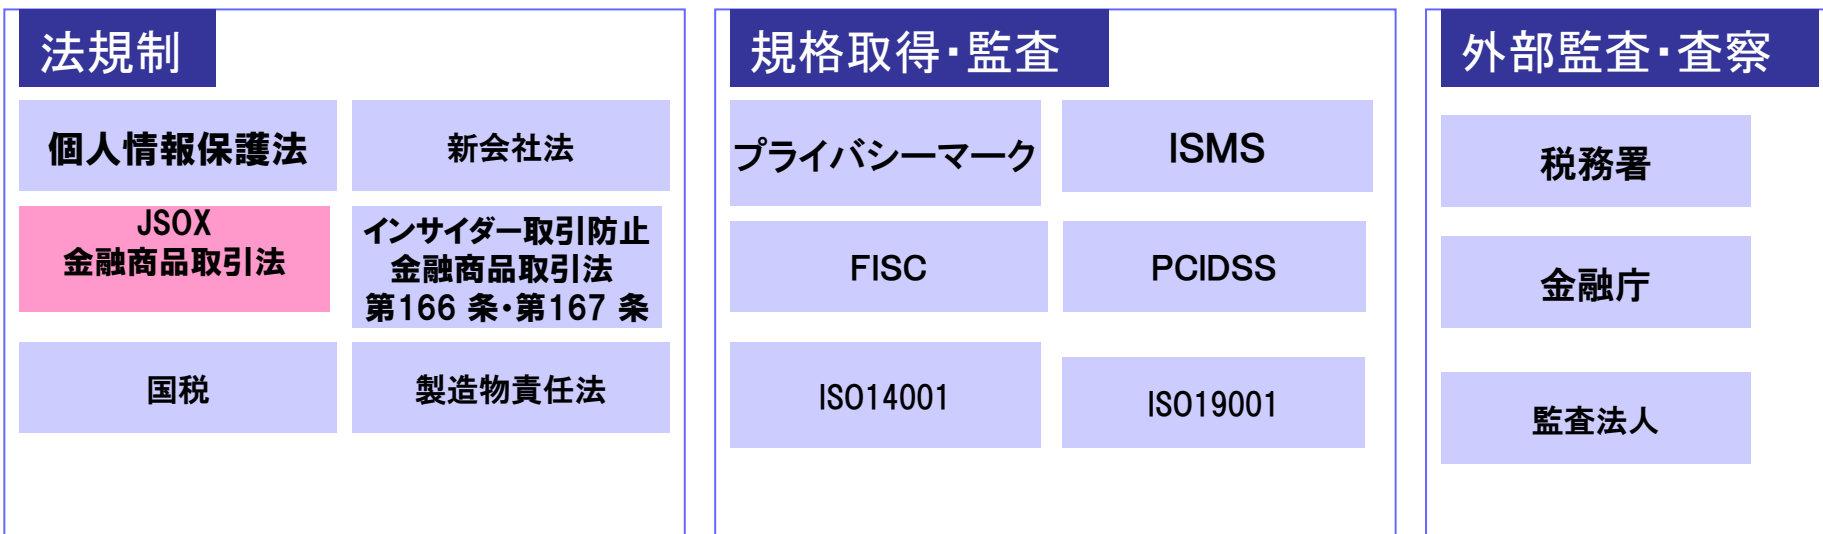 法規制
個人情報保護法
新会社法
JSOX
金融商品取引法
インサイダー取引防止
金融商品取引法
第166 条・第167 条
国税
製造物責任法
規格取得・監査
プライバシーマーク
ISMS
FISC
PCIDSS
ISO14001
ISO19001
外部監査・査察
税務署
金融庁
監査法人